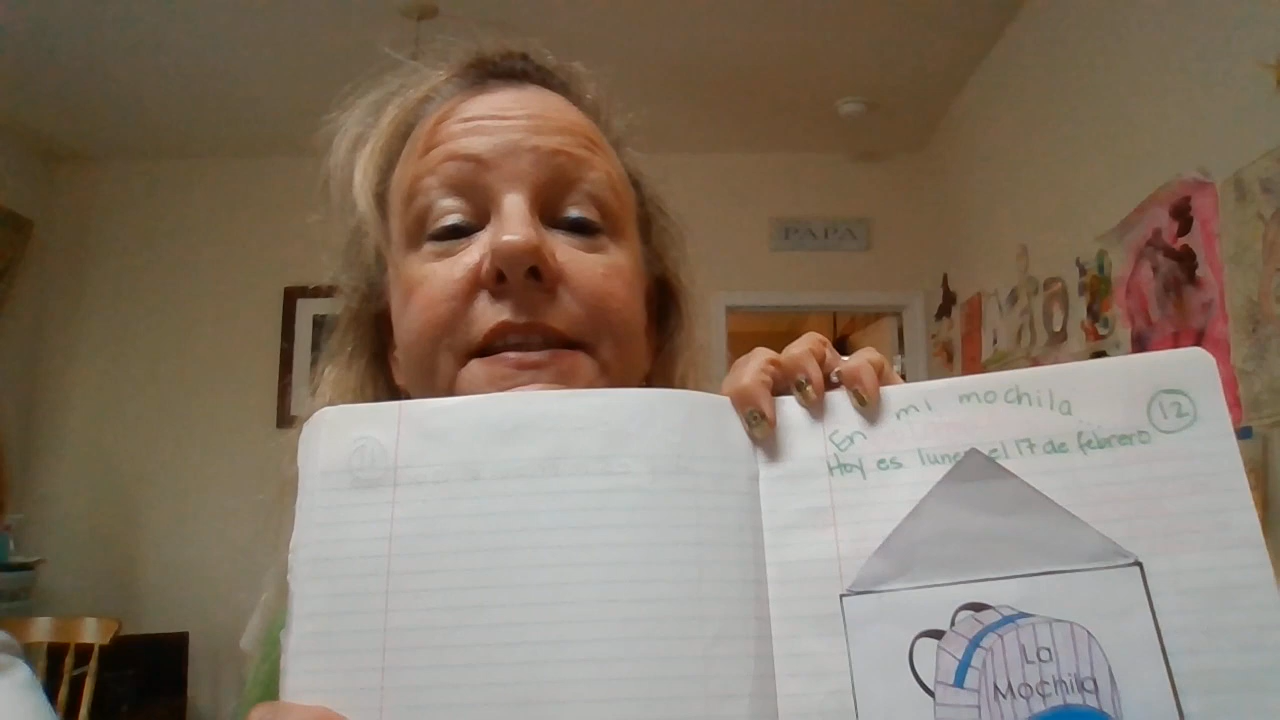 PAPA
En mi mochila
12
Hoy es lunes el 17 de febrero
La
Mochila